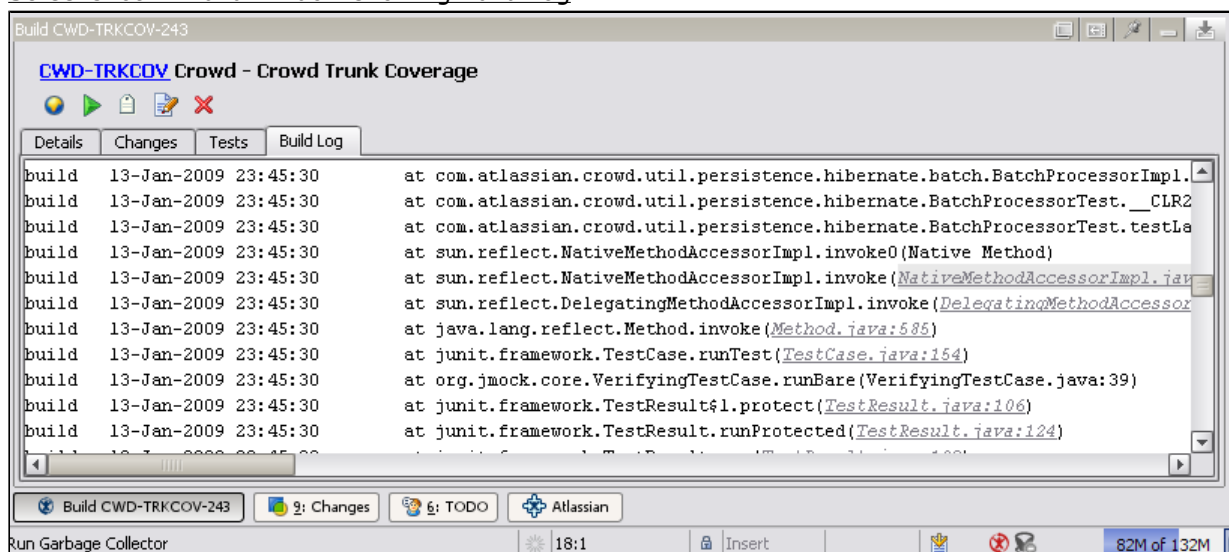 Build CWD-TRKCOV-243
CWD-TRKCOV Crowd - Crowd Trunk Coverage
Details Changes Tests Build Log
build 13-Jan-2009 23:45:30 at com.atlassian.crowd.util.persistence.hibernate.batch.BatchProcessorImpl.
build 13-Jan-2009 23:45:30 at com.atlassian.crowd.util.persistence.hibernate.BatchProcessorTest.__CLR2
build 13-Jan-2009 23:45:30 at com.atlassian.crowd.util.persistence.hibernate.BatchProcessorTest.testLa
build 13-Jan-2009 23:45:30 at sun.reflect.NativeMethodAccessorImpl.invoke0(Native Method)
build 13-Jan-2009 23:45:30 at sun.reflect.NativeMethodAccessorImpl.invoke(NativeMethodAccessorImpl.jav
build 13-Jan-2009 23:45:30 at sun.reflect.DelegatingMethodAccessorImpl.invoke(DelegatingMethodAccessor
build 13-Jan-2009 23:45:30 at java.lang.reflect.Method.invoke(Method.java:585)
build 13-Jan-2009 23:45:30 at junit.framework.TestCase.runTest(TestCase.java:154)
build 13-Jan-2009 23:45:30 at org.jmock.core.VerifyingTestCase.runBare(VerifyingTestCase.java:39)
build 13-Jan-2009 23:45:30 at junit.framework.TestResult$1.protect(TestResult.java:106)
build 13-Jan-2009 23:45:30 at junit.framework.TestResult.runProtected(TestResult.java:124)
Build CWD-TRKCOV-243 9: Changes 6: TODO Atlassian
Run Garbage Collector 18:1 Insert 82M of 132M